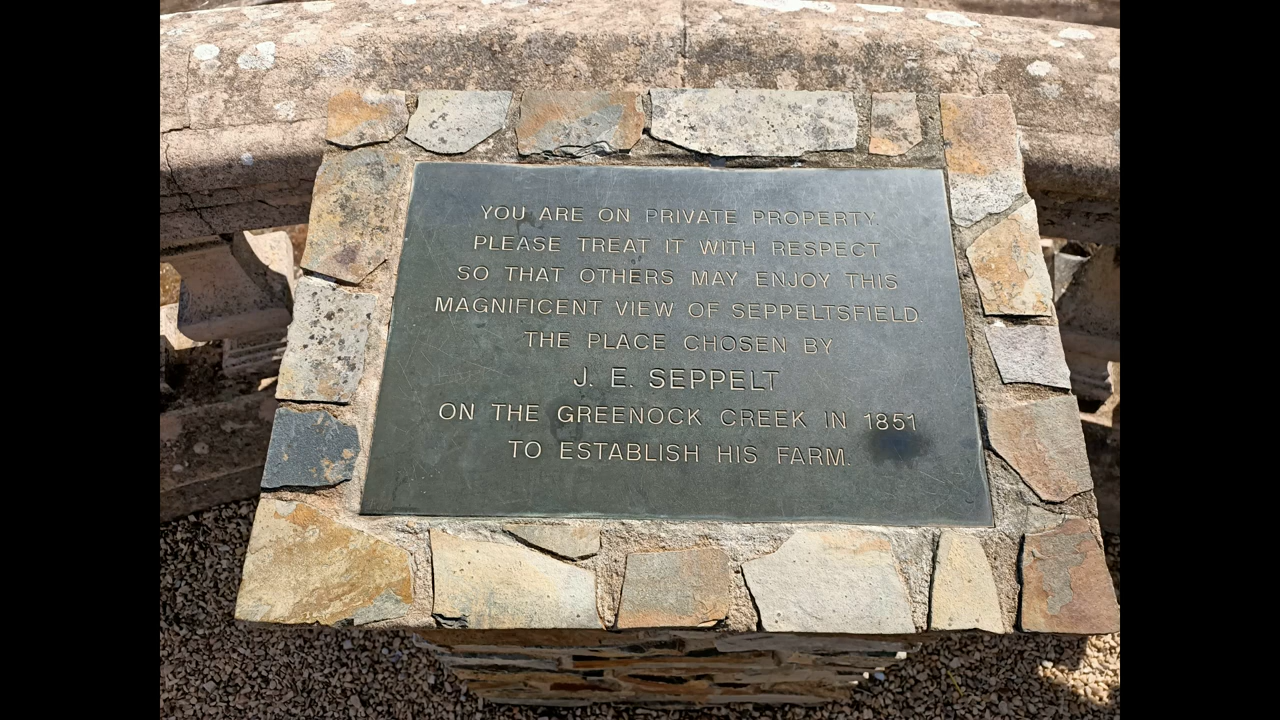 YOU ARE ON PRIVATE PROPERTY.
PLEASE TREAT IT WITH RESPECT
SO THAT OTHERS MAY ENJOY THIS
MAGNIFICENT VIEW OF SEPPELTSFIELD.
THE PLACE CHOSEN BY
J. E. SEPPELT
ON THE GREENOCK CREEK IN 1851
TO ESTABLISH HIS FARM.